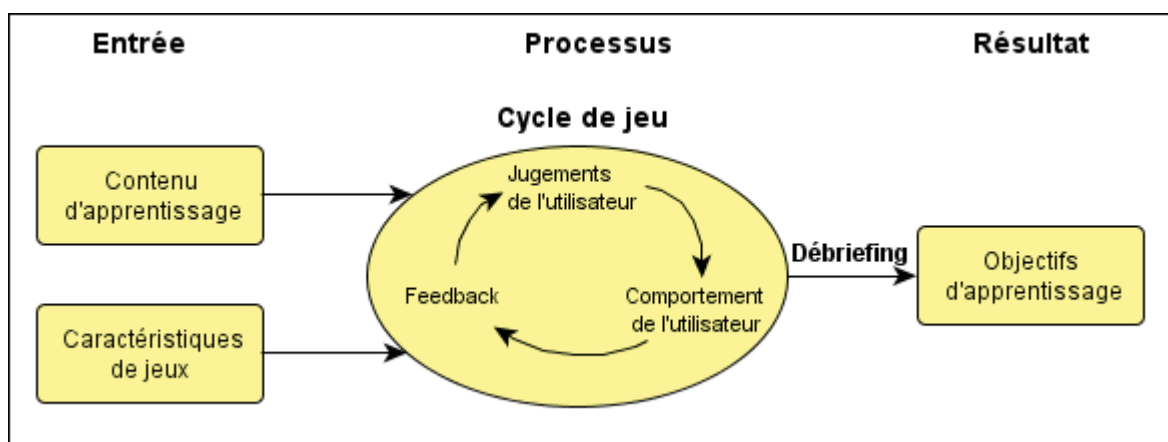 Entrée
Processus
Résultat
Cycle de jeu
Contenu
d'apprentissage
Jugements
de l'utilisateur
Débriefing
Objectifs
d'apprentissage
Feedback
Comportement
de l'utilisateur
Caractéristiques
de jeux